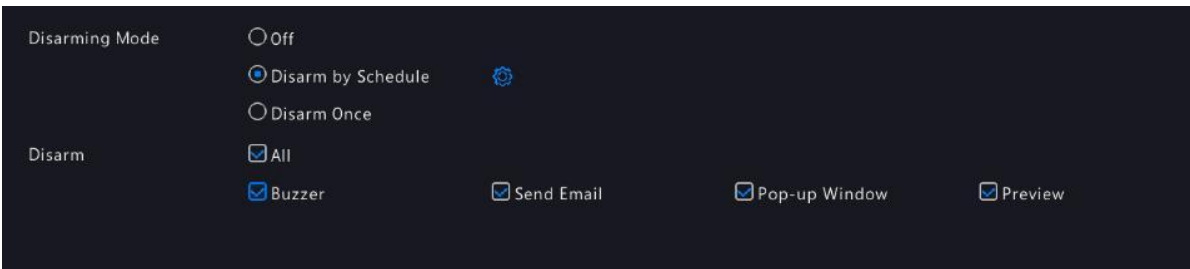 Disarming Mode Off
Disarm by Schedule
Disarm Once
Disarm All
Buzzer Send Email Pop-up Window Preview